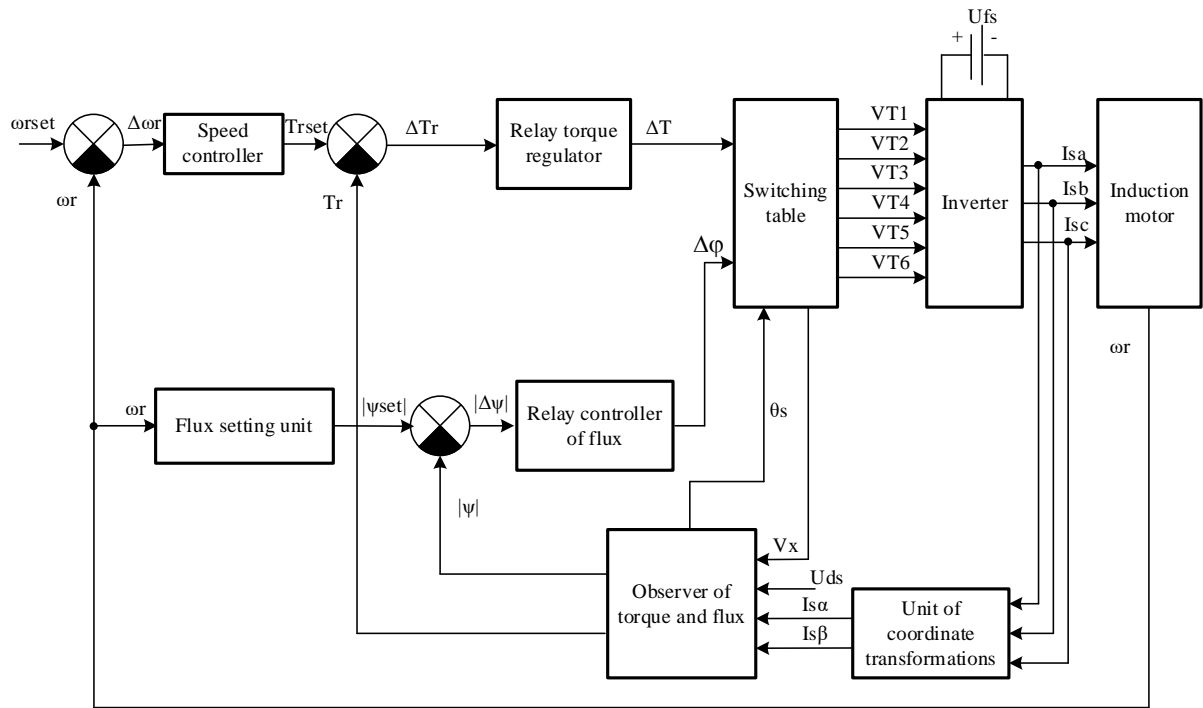 Ufs
+ -
ωrset
Δωr
Speed
controller
Trset
ΔTr
Relay torque
regulator
ΔT
Switching
table
VT1
VT2
VT3
VT4
VT5
VT6
Inverter
Isa
Isb
Isc
Induction
motor
ωr
Tr
Δφ
ωr
ωr
Flux setting unit
|ψset|
|Δψ|
Relay controller
of flux
θs
|ψ|
Observer of
torque and flux
Vx
Uds
Isα
Isβ
Unit of
coordinate
transformations